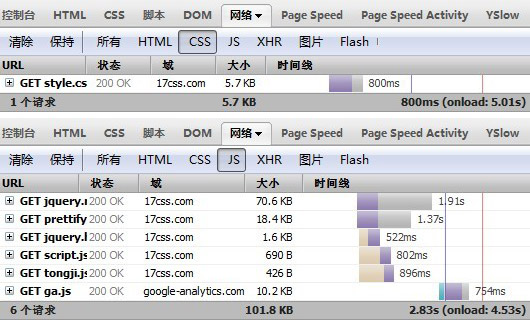 控制台 CSS 脚本 DOM 网络 Page Speed Page Speed Activity YSlow
清除 保持 所有 HTML CSS JS XHR 图片 Flash
URL 状态 域 大小 时间线
GET style.cs 200 OK 17css.com 5.7 KB 800ms
1 个请求 5.7 KB 800ms (onload: 5.01s)
控制台 HTML CSS 脚本 DOM 网络 Page Speed Page Speed Activity YSlow
清除 保持 所有 HTML CSS JS XHR 图片 Flash
URL 状态 域 大小 时间线
GET jquery.r 200 OK 17css.com 70.6 KB 1.91s
GET prettify 200 OK 17css.com 18.4 KB 1.37s
GET jquery.l 200 OK 17css.com 1.6 KB 522ms
GET script.js 200 OK 17css.com 690 B 802ms
GET tongji.js 200 OK 17css.com 426 B 896ms
GET ga.js 200 OK google-analytics.com 10.2 KB 754ms
6 个请求 101.8 KB 2.83s (onload: 4.53s)